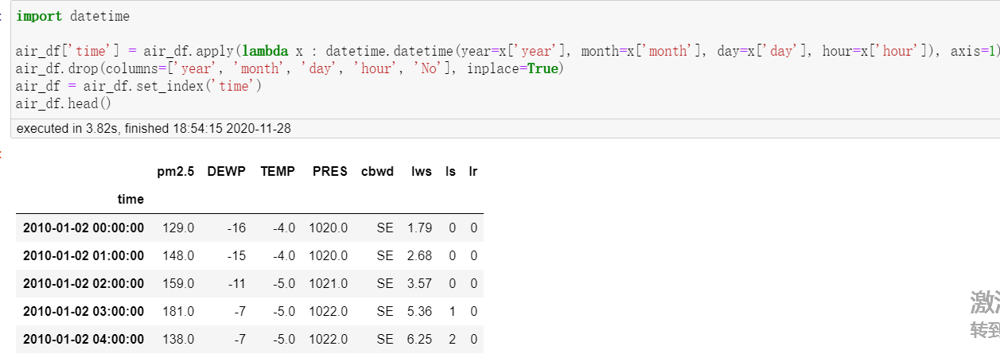 import datetime
air_df['time'] = air_df.apply(lambda x : datetime.datetime(year=x['year'], month=x['month'], day=x['day'], hour=x['hour']), axis=1)
air_df.drop(columns=['year', 'month', 'day', 'hour', 'No'], inplace=True)
air_df = air_df.set_index('time')
air_df.head()
executed in 3.82s, finished 18:54:15 2020-11-28
pm2.5 DEWP TEMP PRES cbwd Iws Is Ir
time
2010-01-02 00:00:00 129.0 -16 -4.0 1020.0 SE 1.79 0 0
2010-01-02 01:00:00 148.0 -15 -4.0 1020.0 SE 2.68 0 0
2010-01-02 02:00:00 159.0 -11 -5.0 1021.0 SE 3.57 0 0
2010-01-02 03:00:00 181.0 -7 -5.0 1022.0 SE 5.36 1 0
2010-01-02 04:00:00 138.0 -7 -5.0 1022.0 SE 6.25 2 0
转到